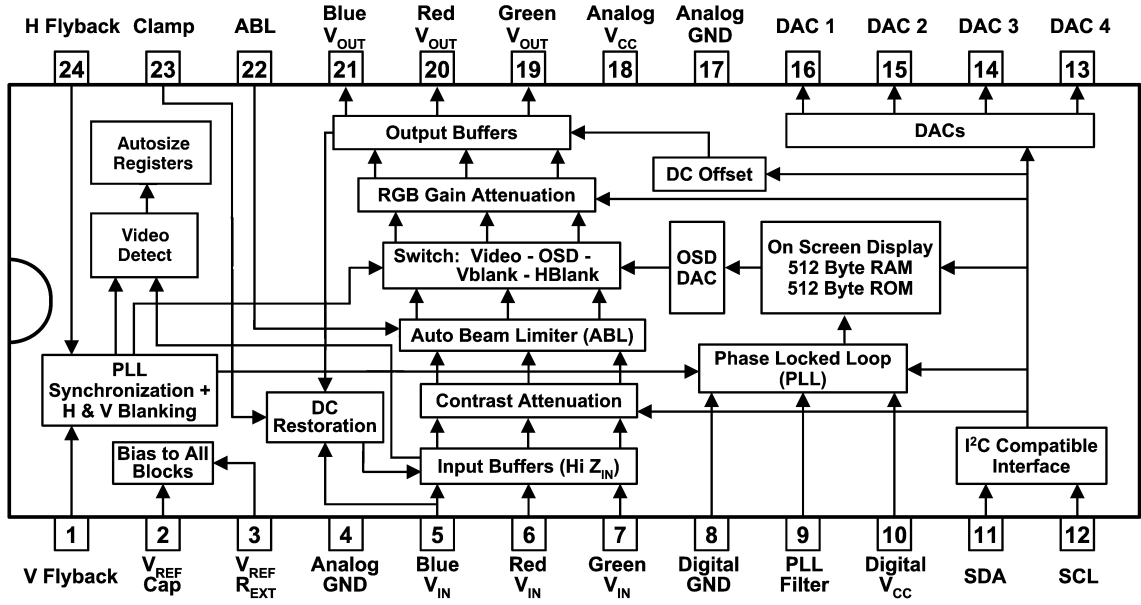 H Flyback
Clamp
ABL
Blue
VOUT
Red
VOUT
Green
VOUT
Analog
VCC
Analog
GND
DAC 1
DAC 2
DAC 3
DAC 4
24
23
22
21
20
19
18
17
16
15
14
13
Autosize
Registers
Output Buffers
DACs
DC Offset
RGB Gain Attenuation
Video
Detect
Switch: Video - OSD -
Vblank - HBlank
OSD
DAC
On Screen Display
512 Byte RAM
512 Byte ROM
Auto Beam Limiter (ABL)
PLL
Synchronization +
H & V Blanking
Phase Locked Loop
(PLL)
DC
Restoration
Contrast Attenuation
Bias to All
Blocks
Input Buffers (Hi ZIN)
I2C Compatible
Interface
1
2
3
4
5
6
7
8
9
10
11
12
V Flyback
VREF
Cap
VREF
REXT
Analog
GND
Blue
VIN
Red
VIN
Green
VIN
Digital
GND
PLL
Filter
Digital
VCC
SDA
SCL